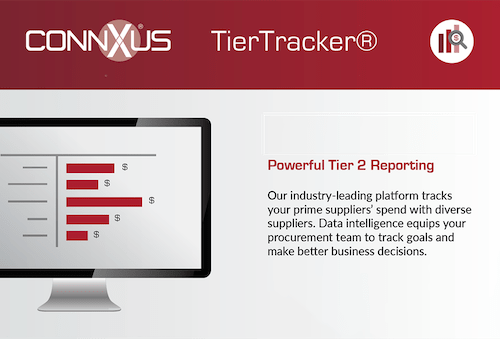 CONNXUS® TierTracker®
$
Powerful Tier 2 Reporting
Our industry-leading platform tracks
your prime suppliers' spend with diverse
suppliers. Data intelligence equips your
procurement team to track goals and
make better business decisions.
$
$
$
$
$